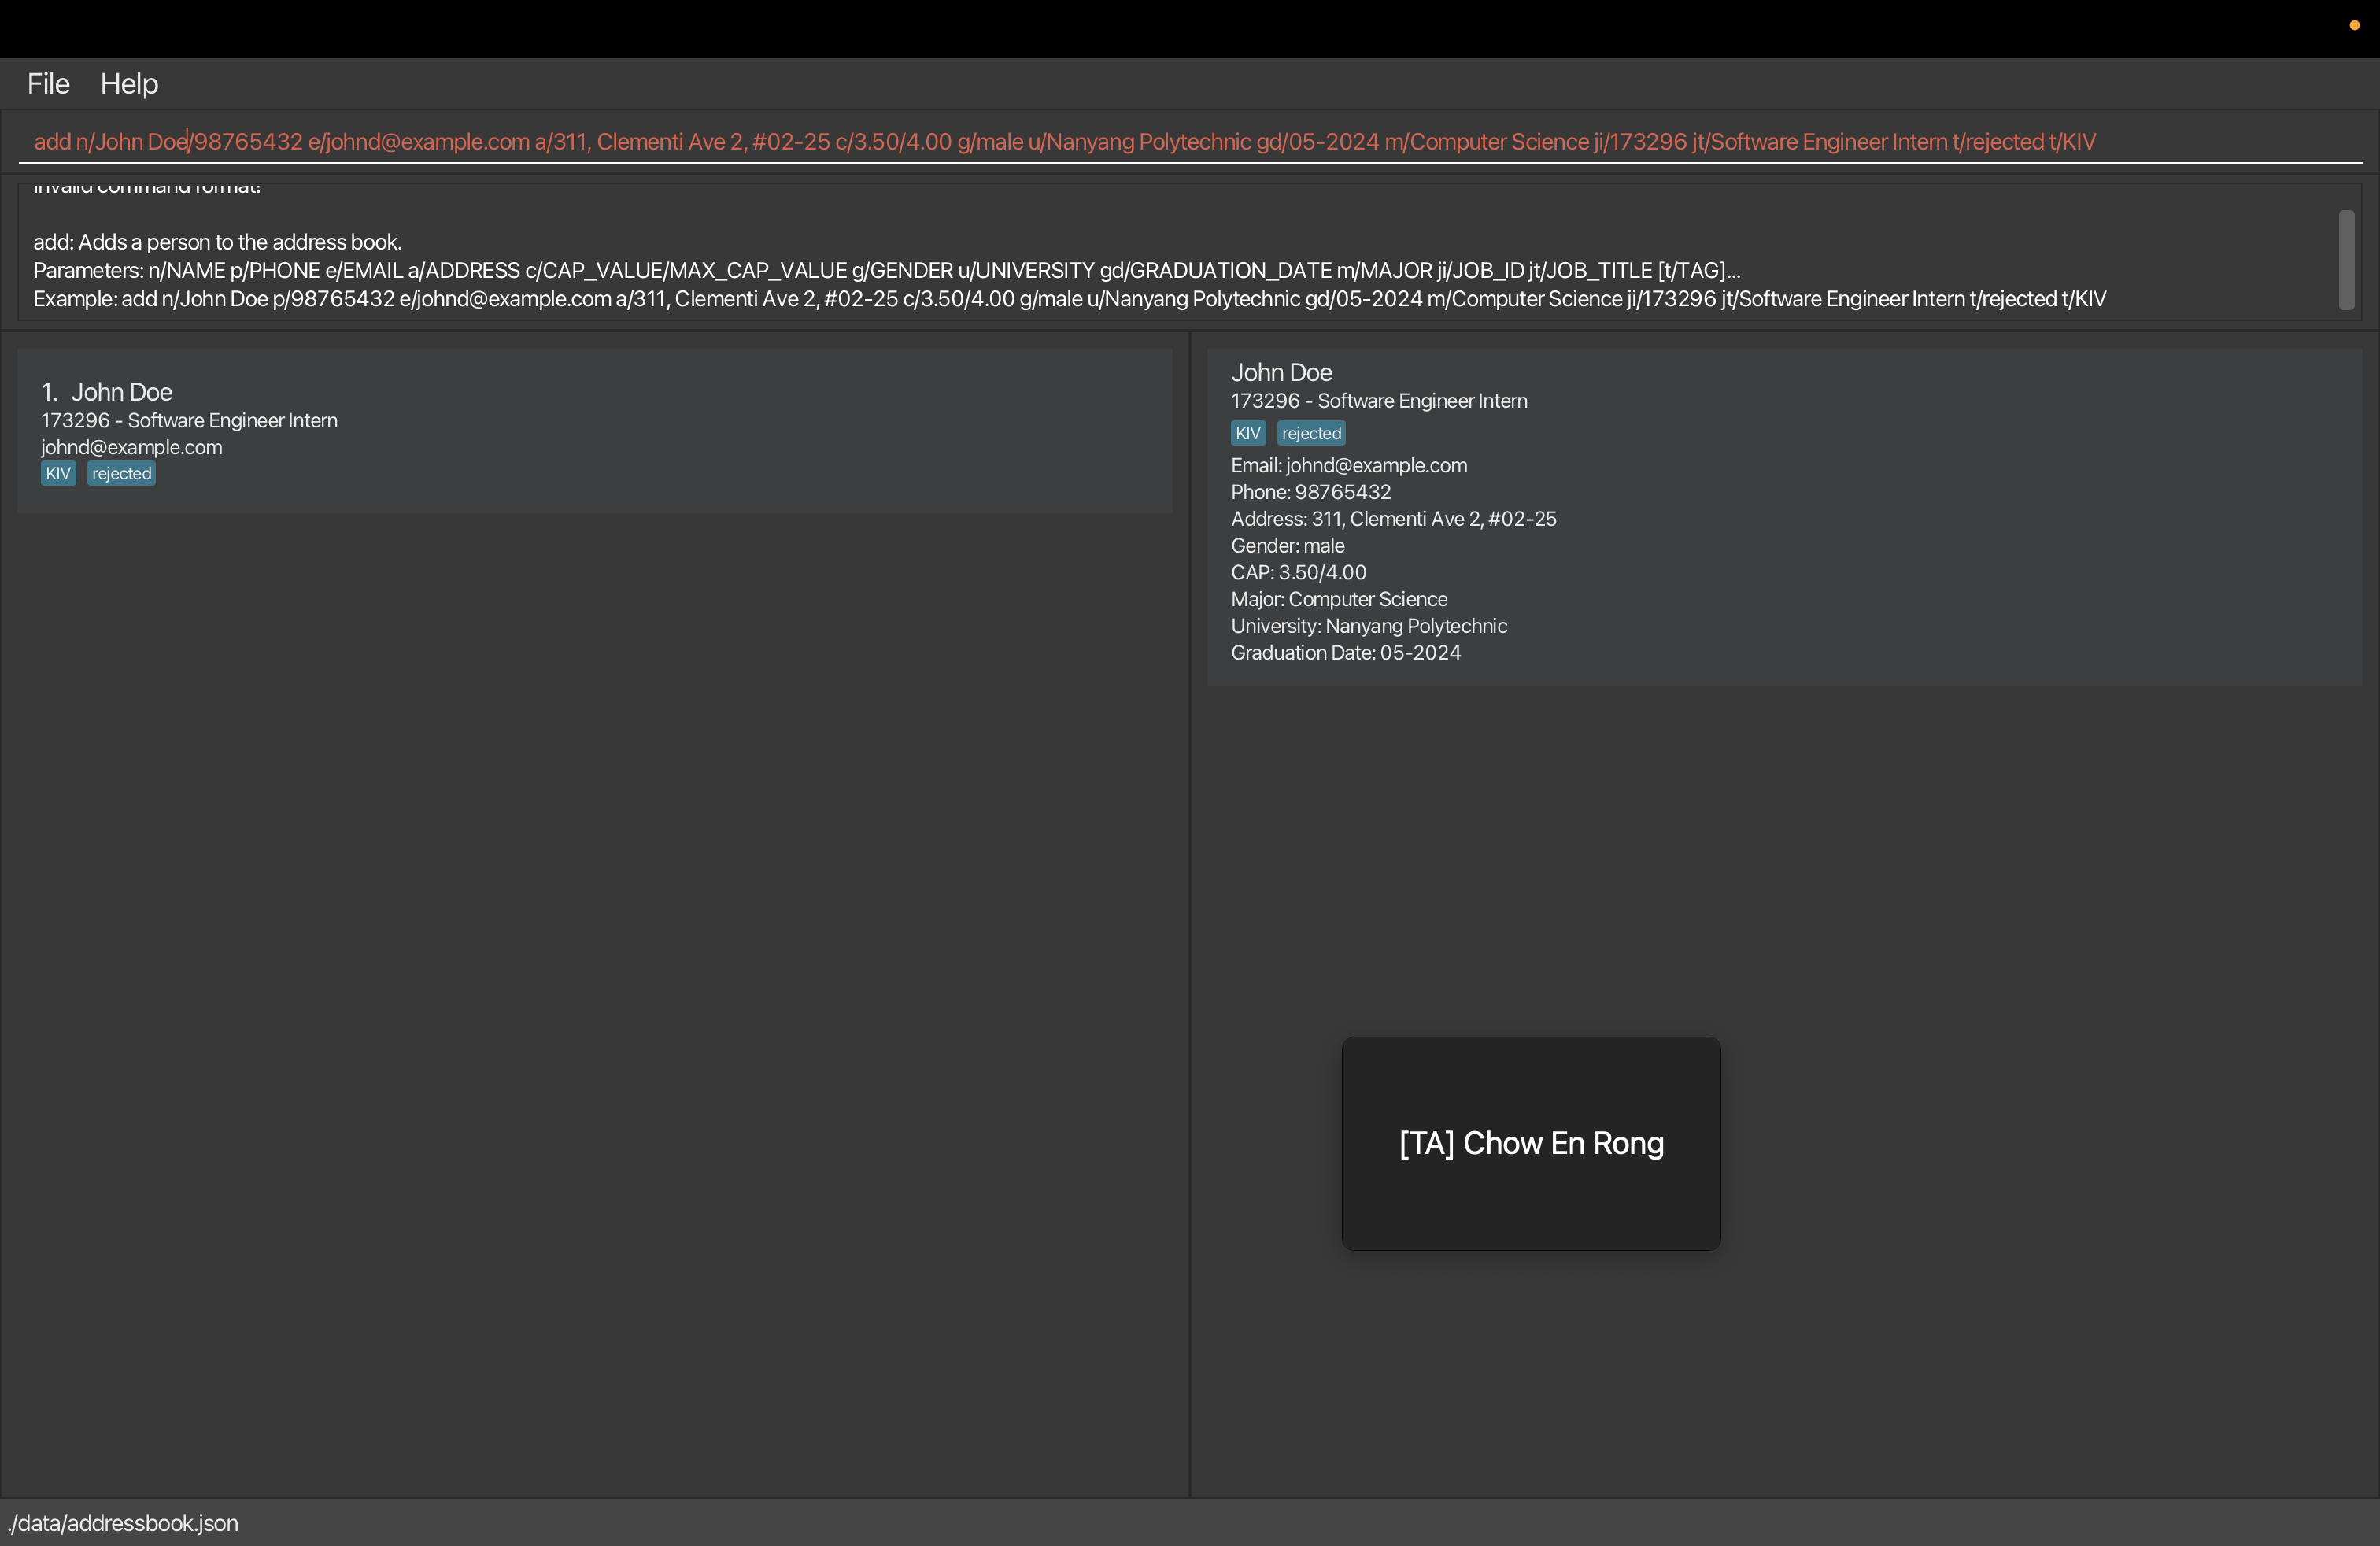 File Help
add n/John Doe/98765432 e/johnd@example.com a/311, Clementi Ave 2, #02-25 c/3.50/4.00 g/male u/Nanyang Polytechnic gd/05-2024 m/Computer Science ji/173296 jt/Software Engineer Intern t/rejected t/KIV
Invalid command format!
add: Adds a person to the address book.
Parameters: n/NAME p/PHONE e/EMAIL a/ADDRESS c/CAP_VALUE/MAX_CAP_VALUE g/GENDER u/UNIVERSITY gd/GRADUATION_DATE m/MAJOR ji/JOB_ID jt/JOB_TITLE [t/TAG]...
Example: add n/John Doe p/98765432 e/johnd@example.com a/311, Clementi Ave 2, #02-25 c/3.50/4.00 g/male u/Nanyang Polytechnic gd/05-2024 m/Computer Science ji/173296 jt/Software Engineer Intern t/rejected t/KIV
1. John Doe
173296 - Software Engineer Intern
johnd@example.com
KIV rejected
John Doe
173296 - Software Engineer Intern
KIV rejected
Email: johnd@example.com
Phone: 98765432
Address: 311, Clementi Ave 2, #02-25
Gender: male
CAP: 3.50/4.00
Major: Computer Science
University: Nanyang Polytechnic
Graduation Date: 05-2024
[TA] Chow En Rong
./data/addressbook.json